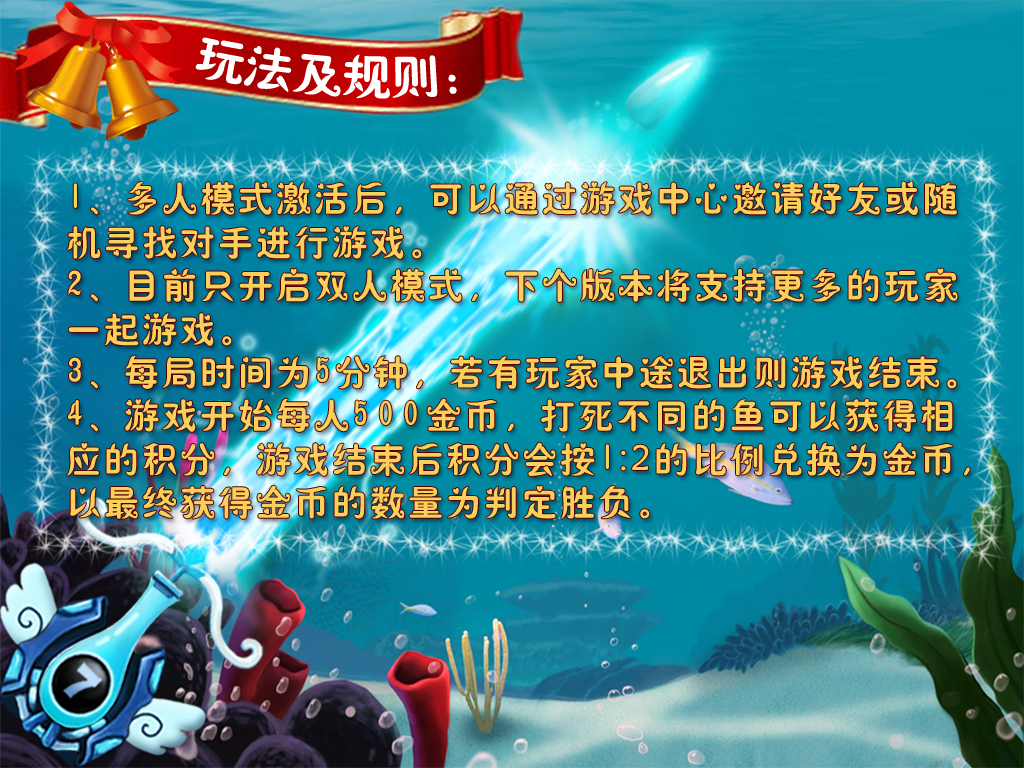 玩法及规则:
1、多人模式激活后，可以通过游戏中心邀请好友或随
机寻找对手进行游戏。
2、目前只开启双人模式，下个版本将支持更多的玩家
一起游戏。
3、每局时间为5分钟，若有玩家中途退出则游戏结束。
4、游戏开始每人500金币，打死不同的鱼可以获得相
应的积分，游戏结束后积分会按1:2的比例兑换为金币，
以最终获得金币的数量为判定胜负。
7